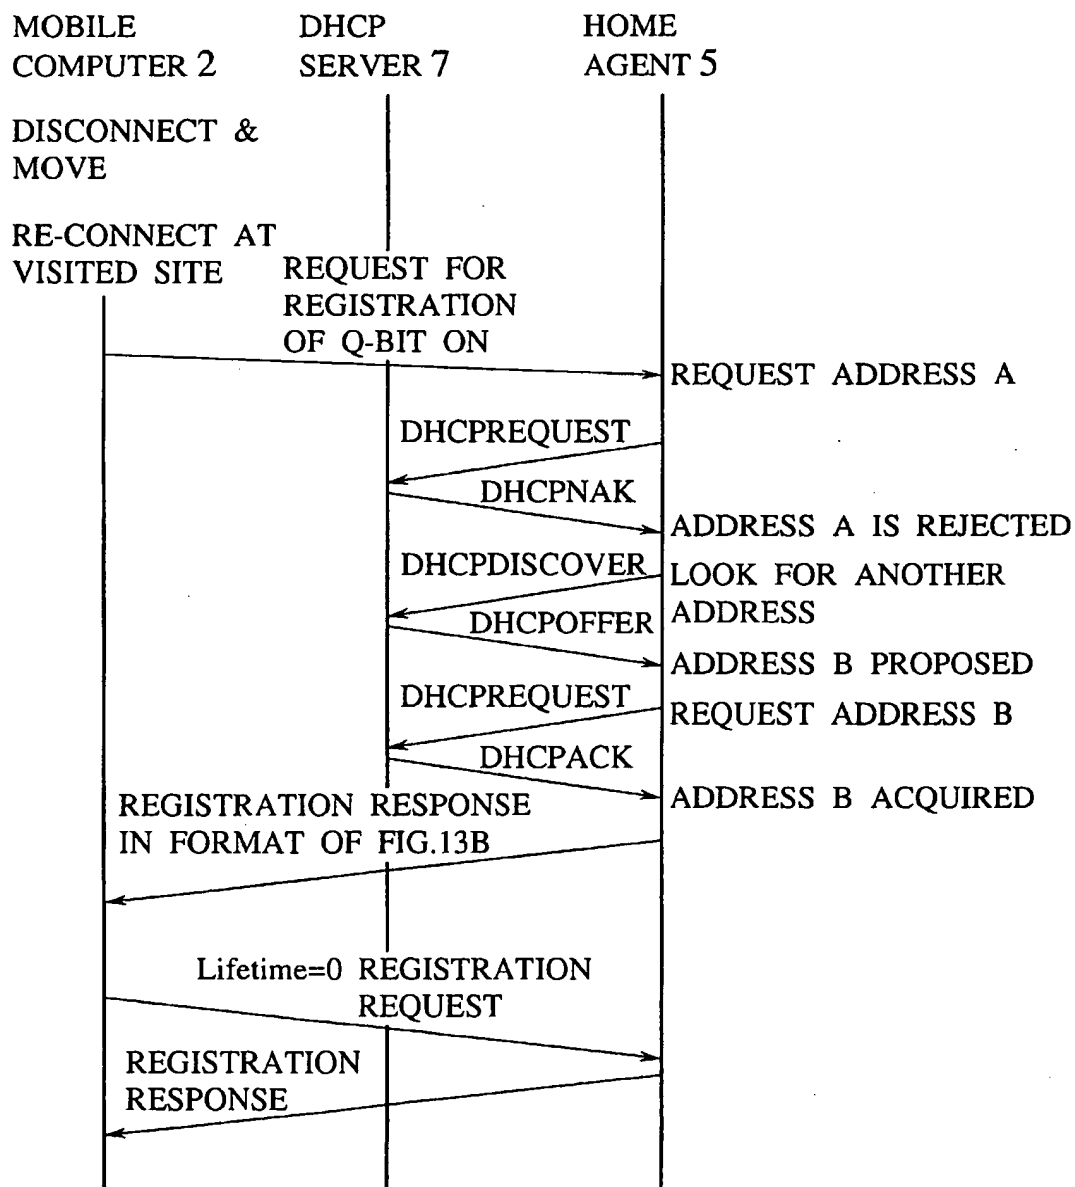 MOBILE
COMPUTER 2
DHCP
SERVER 7
HOME
AGENT 5
DISCONNECT &
MOVE
RE-CONNECT AT
VISITED SITE
REQUEST FOR
REGISTRATION
OF Q-BIT ON
REQUEST ADDRESS A
DHCPREQUEST
DHCPNAK
ADDRESS A IS REJECTED
DHCPDISCOVER
LOOK FOR ANOTHER
ADDRESS
DHCPOFFER
ADDRESS B PROPOSED
DHCPREQUEST
REQUEST ADDRESS B
DHCPACK
ADDRESS B ACQUIRED
REGISTRATION RESPONSE
IN FORMAT OF FIG.13B
Lifetime=0 REGISTRATION
REQUEST
REGISTRATION
RESPONSE